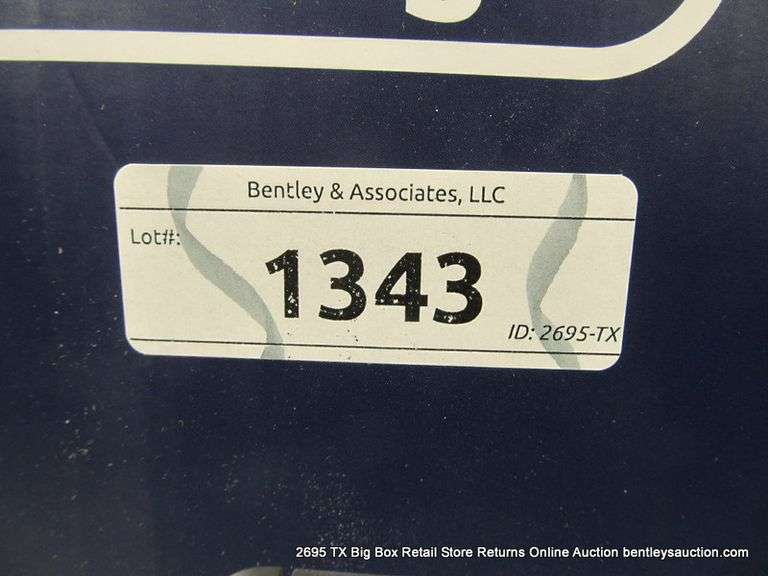 Bentley & Associates, LLC
Lot#:
1343
ID: 2695-TX
2695 TX Big Box Retail Store Returns Online Auction bentleysauction.com